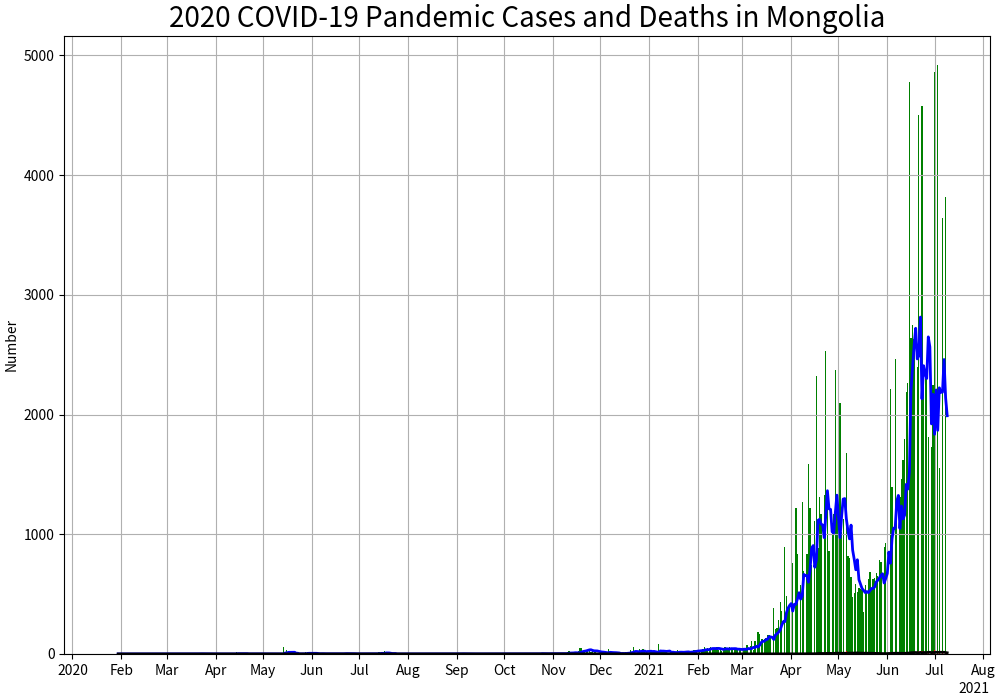 2020 COVID-19 Pandemic Cases and Deaths in Mongolia
5000
4000
3000
2000
1000
0
Number
2020 Feb Mar Apr May Jun Jul Aug Sep Oct Nov Dec 2021 Feb Mar Apr May Jun Jul Aug
2021